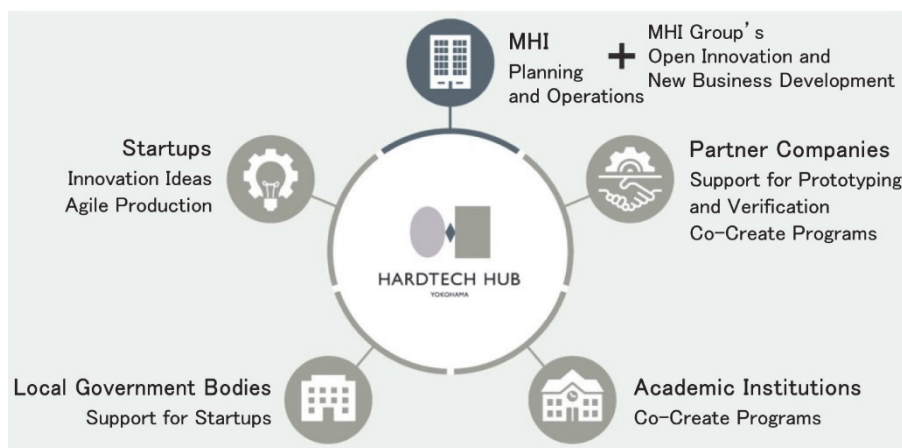 MHI
Planning
and Operations
+
MHI Group's
Open Innovation and
New Business Development
Startups
Innovation Ideas
Agile Production
Partner Companies
Support for Prototyping
and Verification
Co-Create Programs
HARDTECH HUB
YOKOHAMA
Local Government Bodies
Support for Startups
Academic Institutions
Co-Create Programs